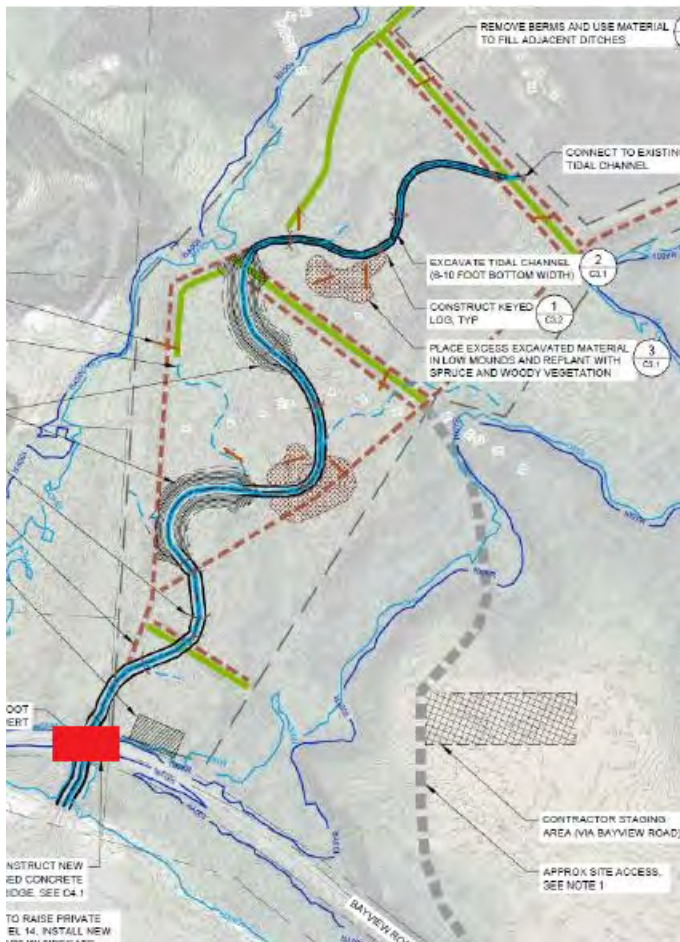 REMOVE BERMS AND USE MATERIAL
TO FILL ADJACENT DITCHES
CONNECT TO EXISTING
TIDAL CHANNEL
EXCAVATE TIDAL CHANNEL
(8-10 FOOT BOTTOM WIDTH)
2
C3.1
CONSTRUCT KEYED
LOG, TYP
1
C3.2
PLACE EXCESS EXCAVATED MATERIAL
IN LOW MOUNDS AND REPLANT WITH
SPRUCE AND WOODY VEGETATION
3
C3.1
OOT
VERT
CONTRACTOR STAGING
AREA (VIA BAYVIEW ROAD)
APPROX SITE ACCESS,
SEE NOTE 1
NSTRUCT NEW
SED CONCRETE
RIDGE, SEE C4.1
TO RAISE PRIVATE
EL 14. INSTALL NEW
BAYVIEW ROA